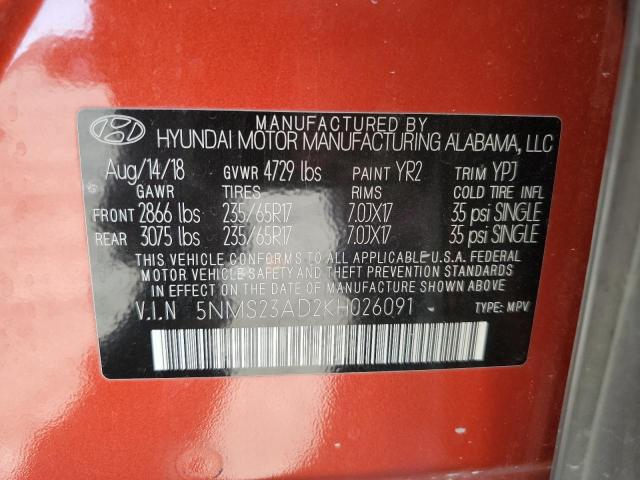 MANUFACTURED BY
HYUNDAI MOTOR MANUFACTURING ALABAMA, LLC
Aug/14/18 GVWR 4729 lbs PAINT YR2 TRIM YPJ
GAWR TIRES RIMS COLD TIRE INFL
FRONT 2866 lbs 235/65R17 7.0JX17 35 psi SINGLE
REAR 3075 lbs 235/65R17 7.0JX17 35 psi SINGLE
THIS VEHICLE CONFORMS TO ALL APPLICABLE U.S.A. FEDERAL
MOTOR VEHICLE SAFETY AND THEFT PREVENTION STANDARDS
IN EFFECT ON THE DATE OF MANUFACTURE SHOWN ABOVE.
V.I.N 5NMS23AD2KH026091 TYPE: MPV